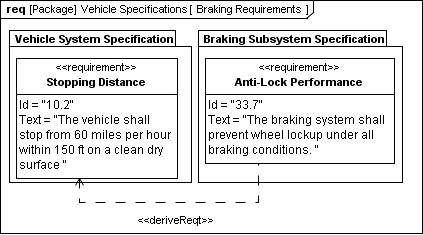 req [Package] Vehicle Specifications [ Braking Requirements ]
Vehicle System Specification
<<requirement>>
Stopping Distance
Id = "10.2"
Text = "The vehicle shall
stop from 60 miles per hour
within 150 ft on a clean dry
surface "
Braking Subsystem Specification
<<requirement>>
Anti-Lock Performance
Id = "33.7"
Text = "The braking system shall
prevent wheel lockup under all
braking conditions. "
<<deriveReqt>>